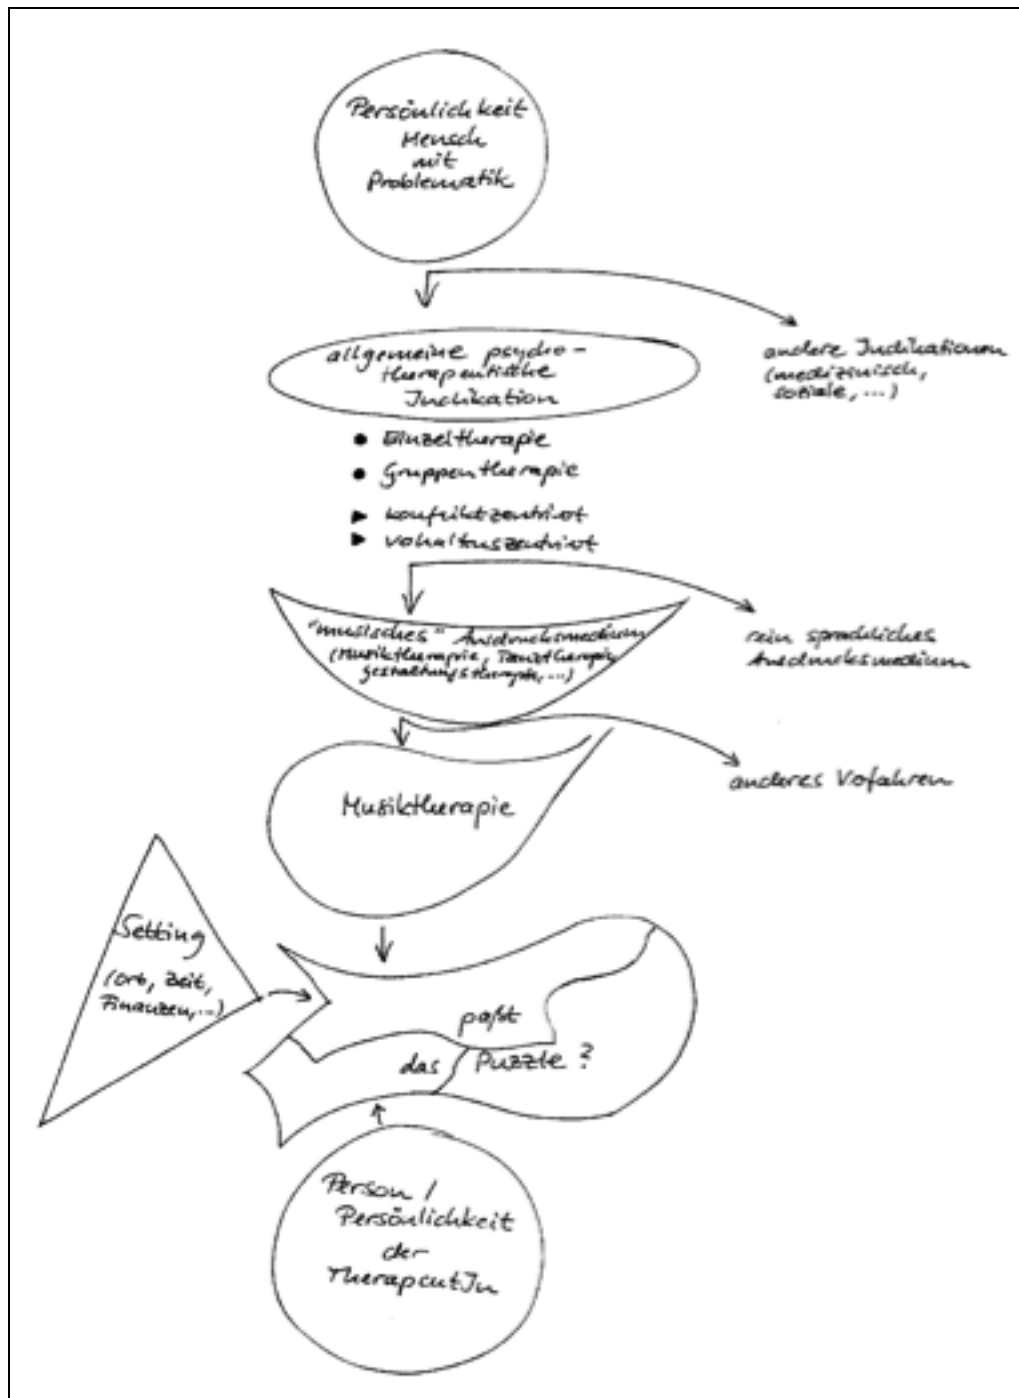 Persönlichkeit
Mensch
mit
Problematik
allgemeine psycho-
therapeutische
Indikation
andere Indikationen
(medizinisch,
soziale, ...)
• Einzeltherapie
• Gruppentherapie
▶ konfliktzentriert
▶ verhaltenszentriert
"musisches" Ausdrucksmedium
(Musiktherapie, Tanztherapie,
Gestaltungstherapie, ...)
rein sprachliches
Ausdrucksmedium
anderes Verfahren
Musiktherapie
Setting
(Ort, Zeit,
Finanzen, ...)
paßt
das Puzzle?
Person /
Persönlichkeit
der
TherapeutIn